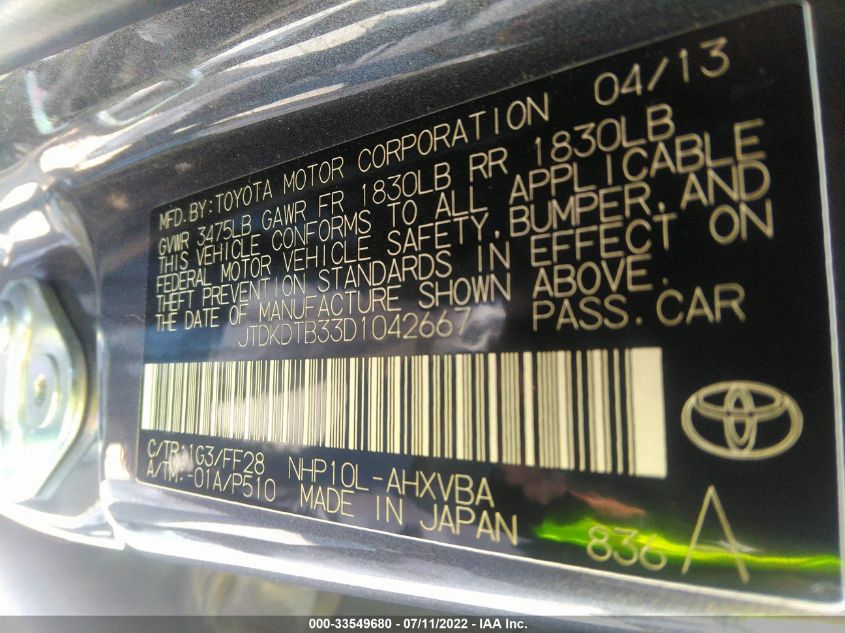 MFD. BY: TOYOTA MOTOR CORPORATION 04/13
GVWR 3475LB GAWR FR 1830LB RR 1830LB
THIS VEHICLE CONFORMS TO ALL APPLICABLE
FEDERAL MOTOR VEHICLE SAFETY, BUMPER, AND
THEFT PREVENTION STANDARDS IN EFFECT ON
THE DATE OF MANUFACTURE SHOWN ABOVE.
JTDKDTB33D1042667 PASS. CAR
C/TR: 1G3/FF28 NHP10L-AHXVBA
A/TM: -01A/P510 MADE IN JAPAN
836 A
000-33549680 - 07/11/2022 - IAA Inc.